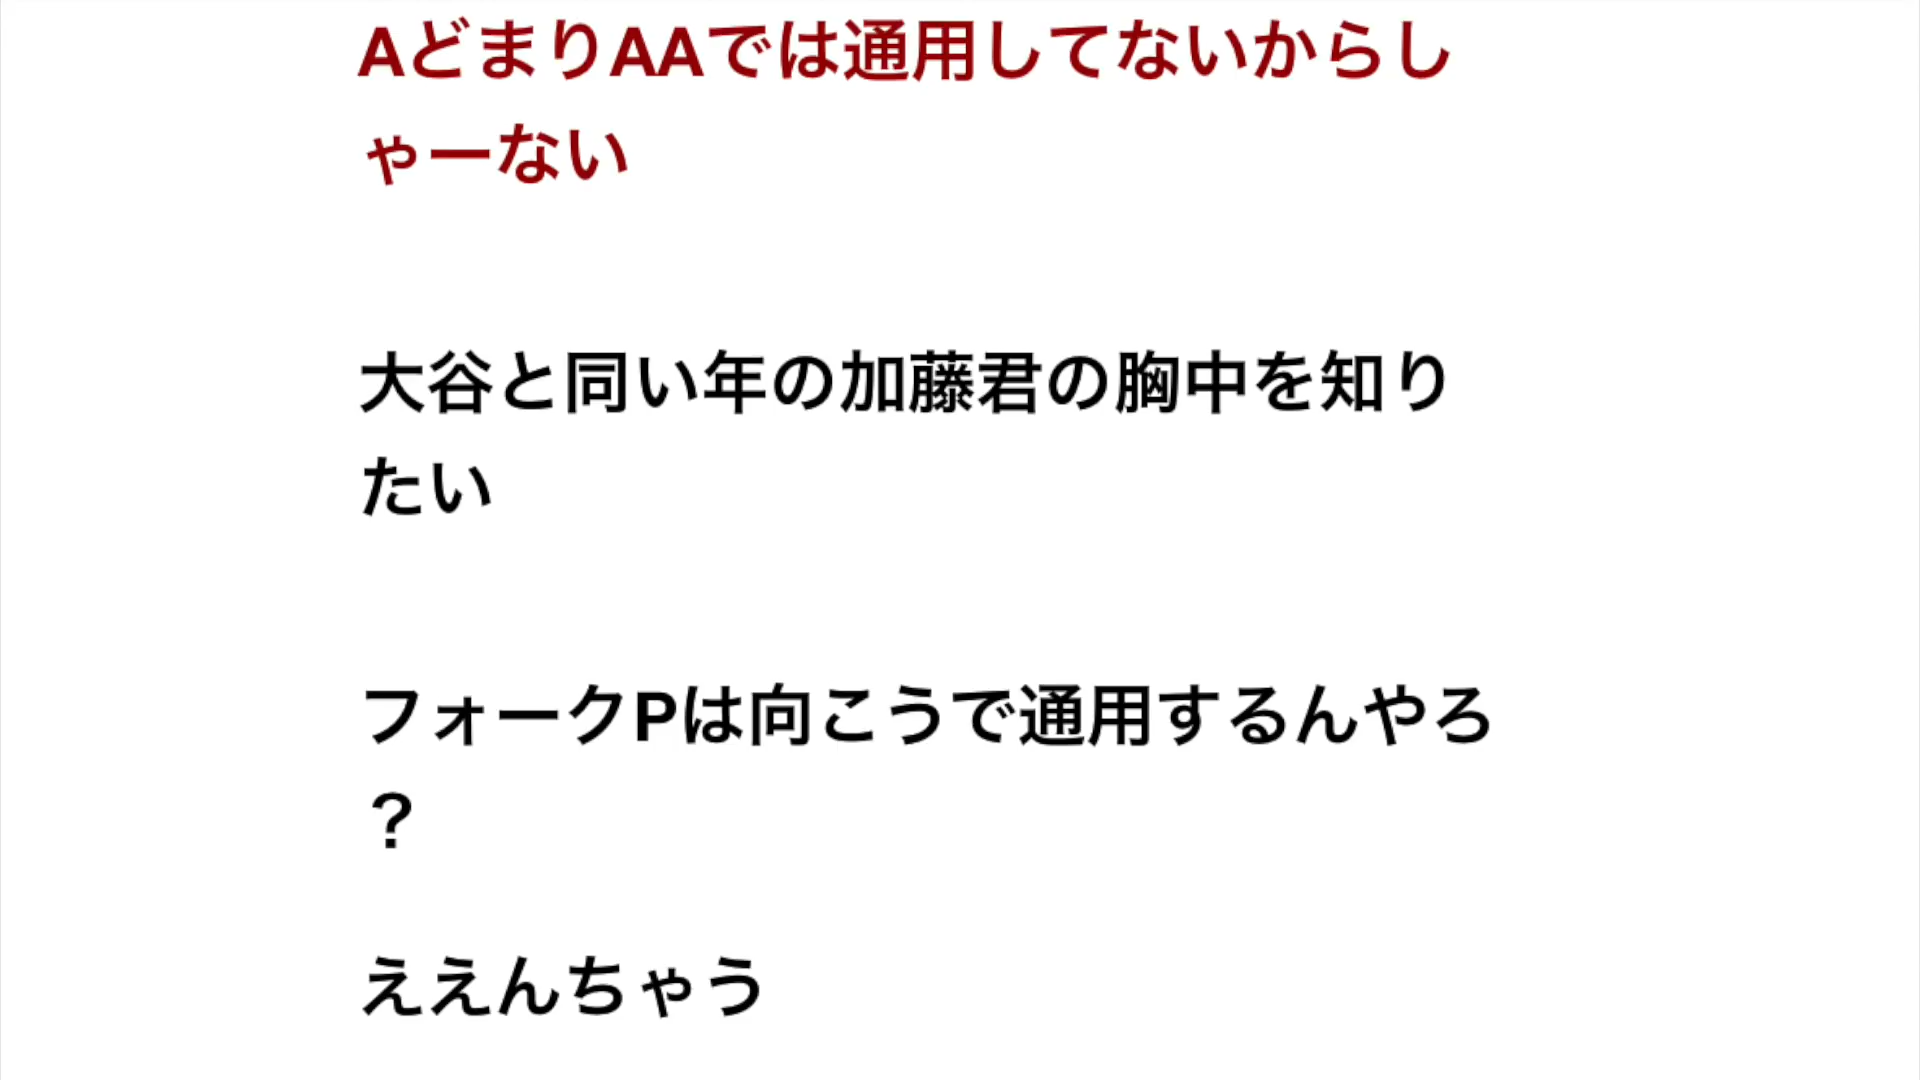 AどまりAAでは通用してないからし
ゃーない
大谷と同い年の加藤君の胸中を知り
たい
フォークPは向こうで通用するんやろ
？
ええんちゃう